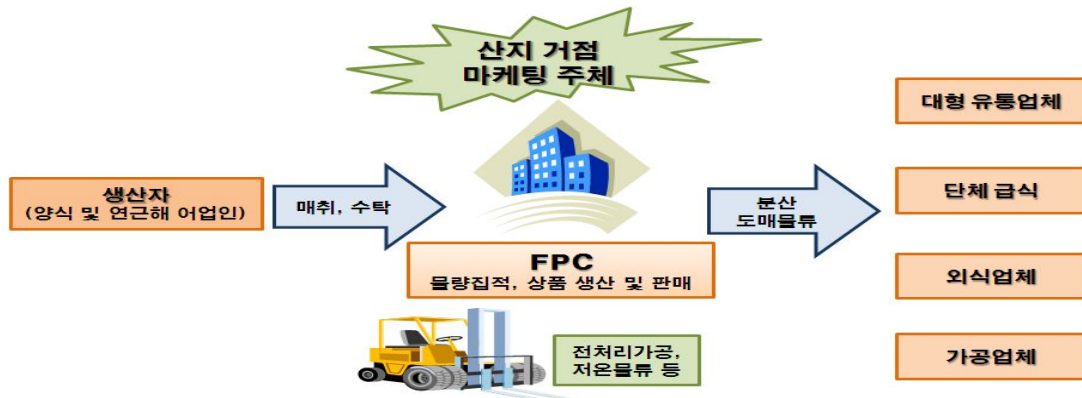 산지 거점
마케팅 주체
생산자
(양식 및 연근해 어업인)
매취, 수탁
FPC
물량집적, 상품 생산 및 판매
전처리가공,
저온물류 등
분산
도매물류
대형 유통업체
단체 급식
외식업체
가공업체